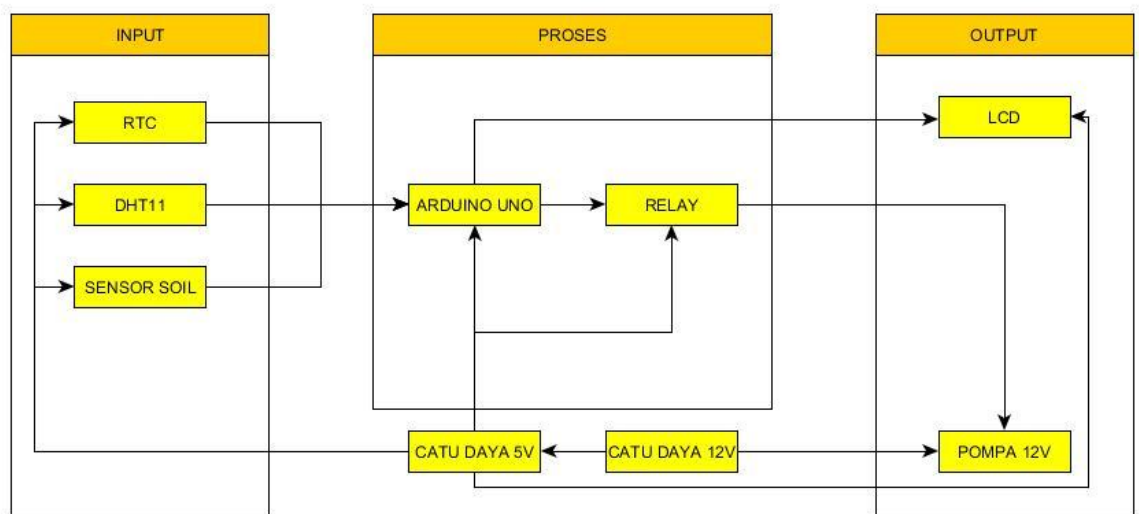 INPUT
PROSES
OUTPUT
RTC
LCD
DHT11
ARDUINO UNO
RELAY
SENSOR SOIL
CATU DAYA 5V
CATU DAYA 12V
POMPA 12V